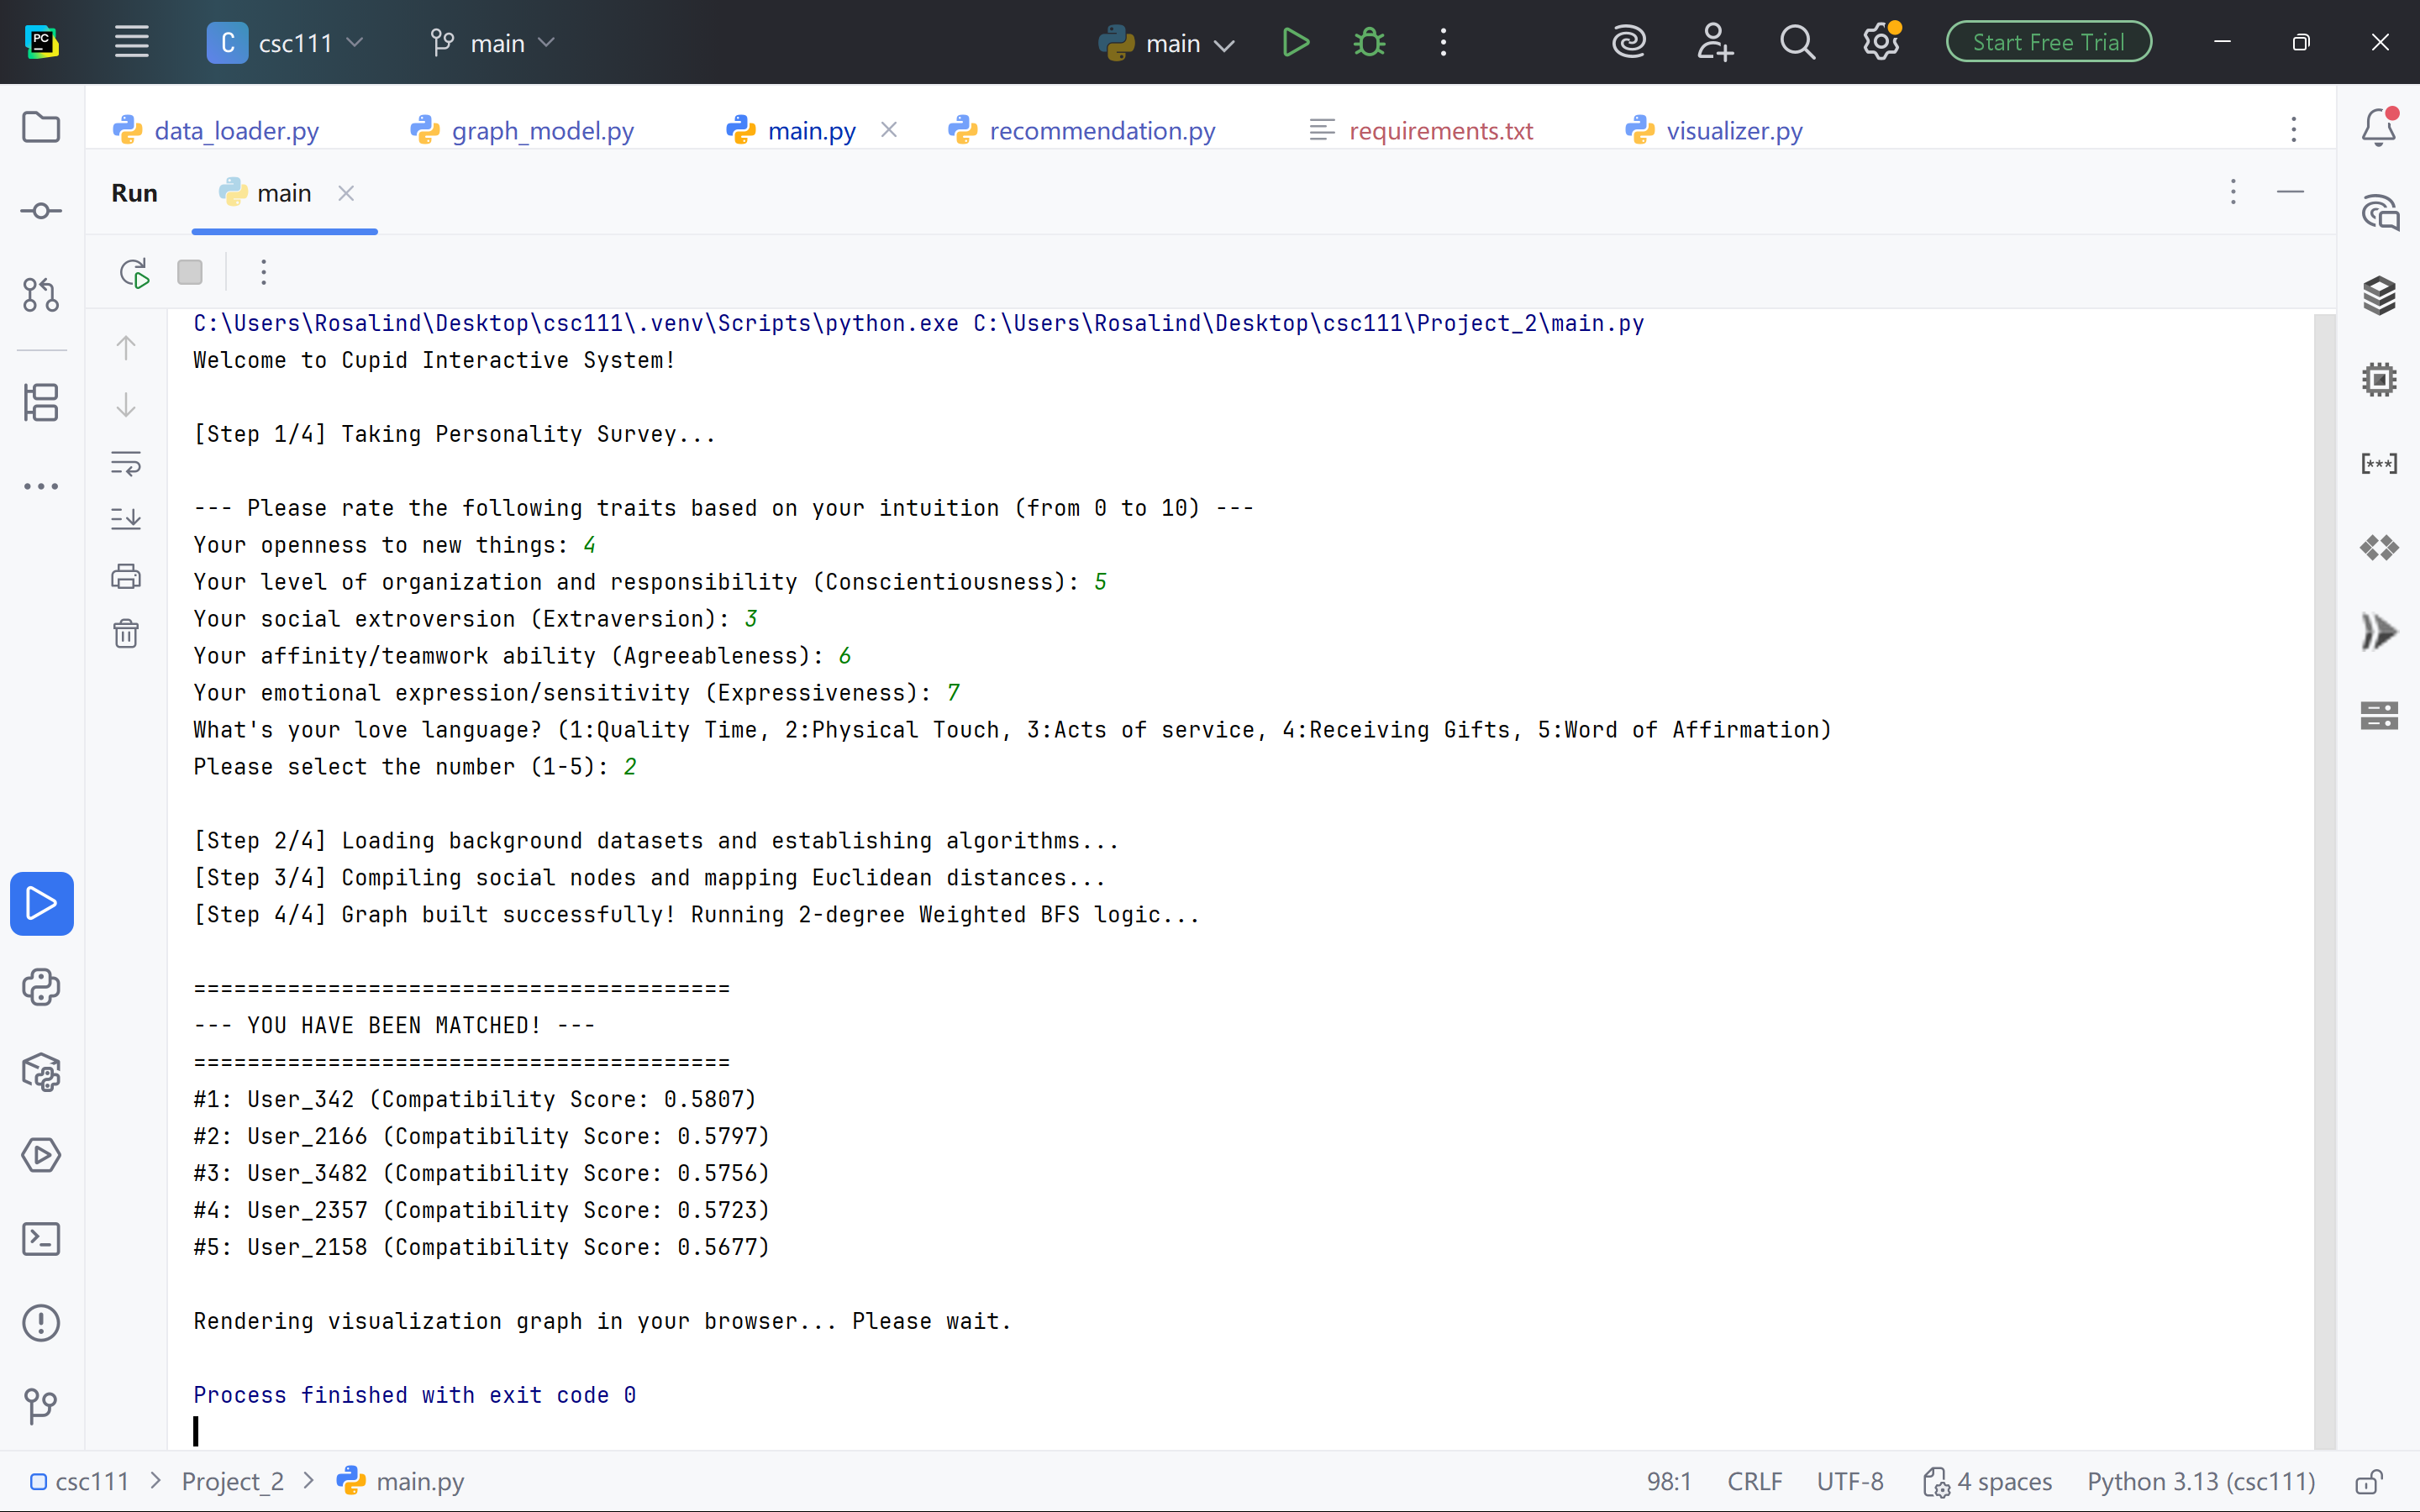 PC
C csc111 main main Start Free Trial
data_loader.py graph_model.py main.py recommendation.py requirements.txt visualizer.py
Run main
C:\Users\Rosalind\Desktop\csc111\.venv\Scripts\python.exe C:\Users\Rosalind\Desktop\csc111\Project_2\main.py
Welcome to Cupid Interactive System!
[Step 1/4] Taking Personality Survey...
--- Please rate the following traits based on your intuition (from 0 to 10) ---
Your openness to new things: 4
Your level of organization and responsibility (Conscientiousness): 5
Your social extroversion (Extraversion): 3
Your affinity/teamwork ability (Agreeableness): 6
Your emotional expression/sensitivity (Expressiveness): 7
What's your love language? (1:Quality Time, 2:Physical Touch, 3:Acts of service, 4:Receiving Gifts, 5:Word of Affirmation)
Please select the number (1-5): 2
[Step 2/4] Loading background datasets and establishing algorithms...
[Step 3/4] Compiling social nodes and mapping Euclidean distances...
[Step 4/4] Graph built successfully! Running 2-degree Weighted BFS logic...
========================================
--- YOU HAVE BEEN MATCHED! ---
========================================
#1: User_342 (Compatibility Score: 0.5807)
#2: User_2166 (Compatibility Score: 0.5797)
#3: User_3482 (Compatibility Score: 0.5756)
#4: User_2357 (Compatibility Score: 0.5723)
#5: User_2158 (Compatibility Score: 0.5677)
Rendering visualization graph in your browser... Please wait.
Process finished with exit code 0
csc111 > Project_2 > main.py 98:1 CRLF UTF-8 4 spaces Python 3.13 (csc111)